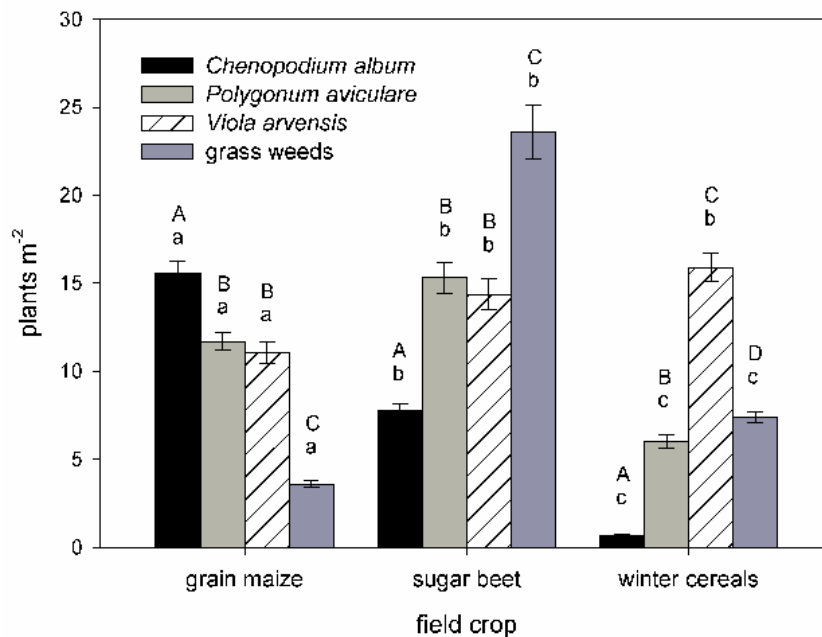 30
25
20
15
10
5
0
plants m⁻²
Chenopodium album
Polygonum aviculare
Viola arvensis
grass weeds
A
a
B
a
B
a
C
a
A
b
B
b
B
b
C
b
A
c
B
c
C
b
D
c
grain maize
sugar beet
winter cereals
field crop